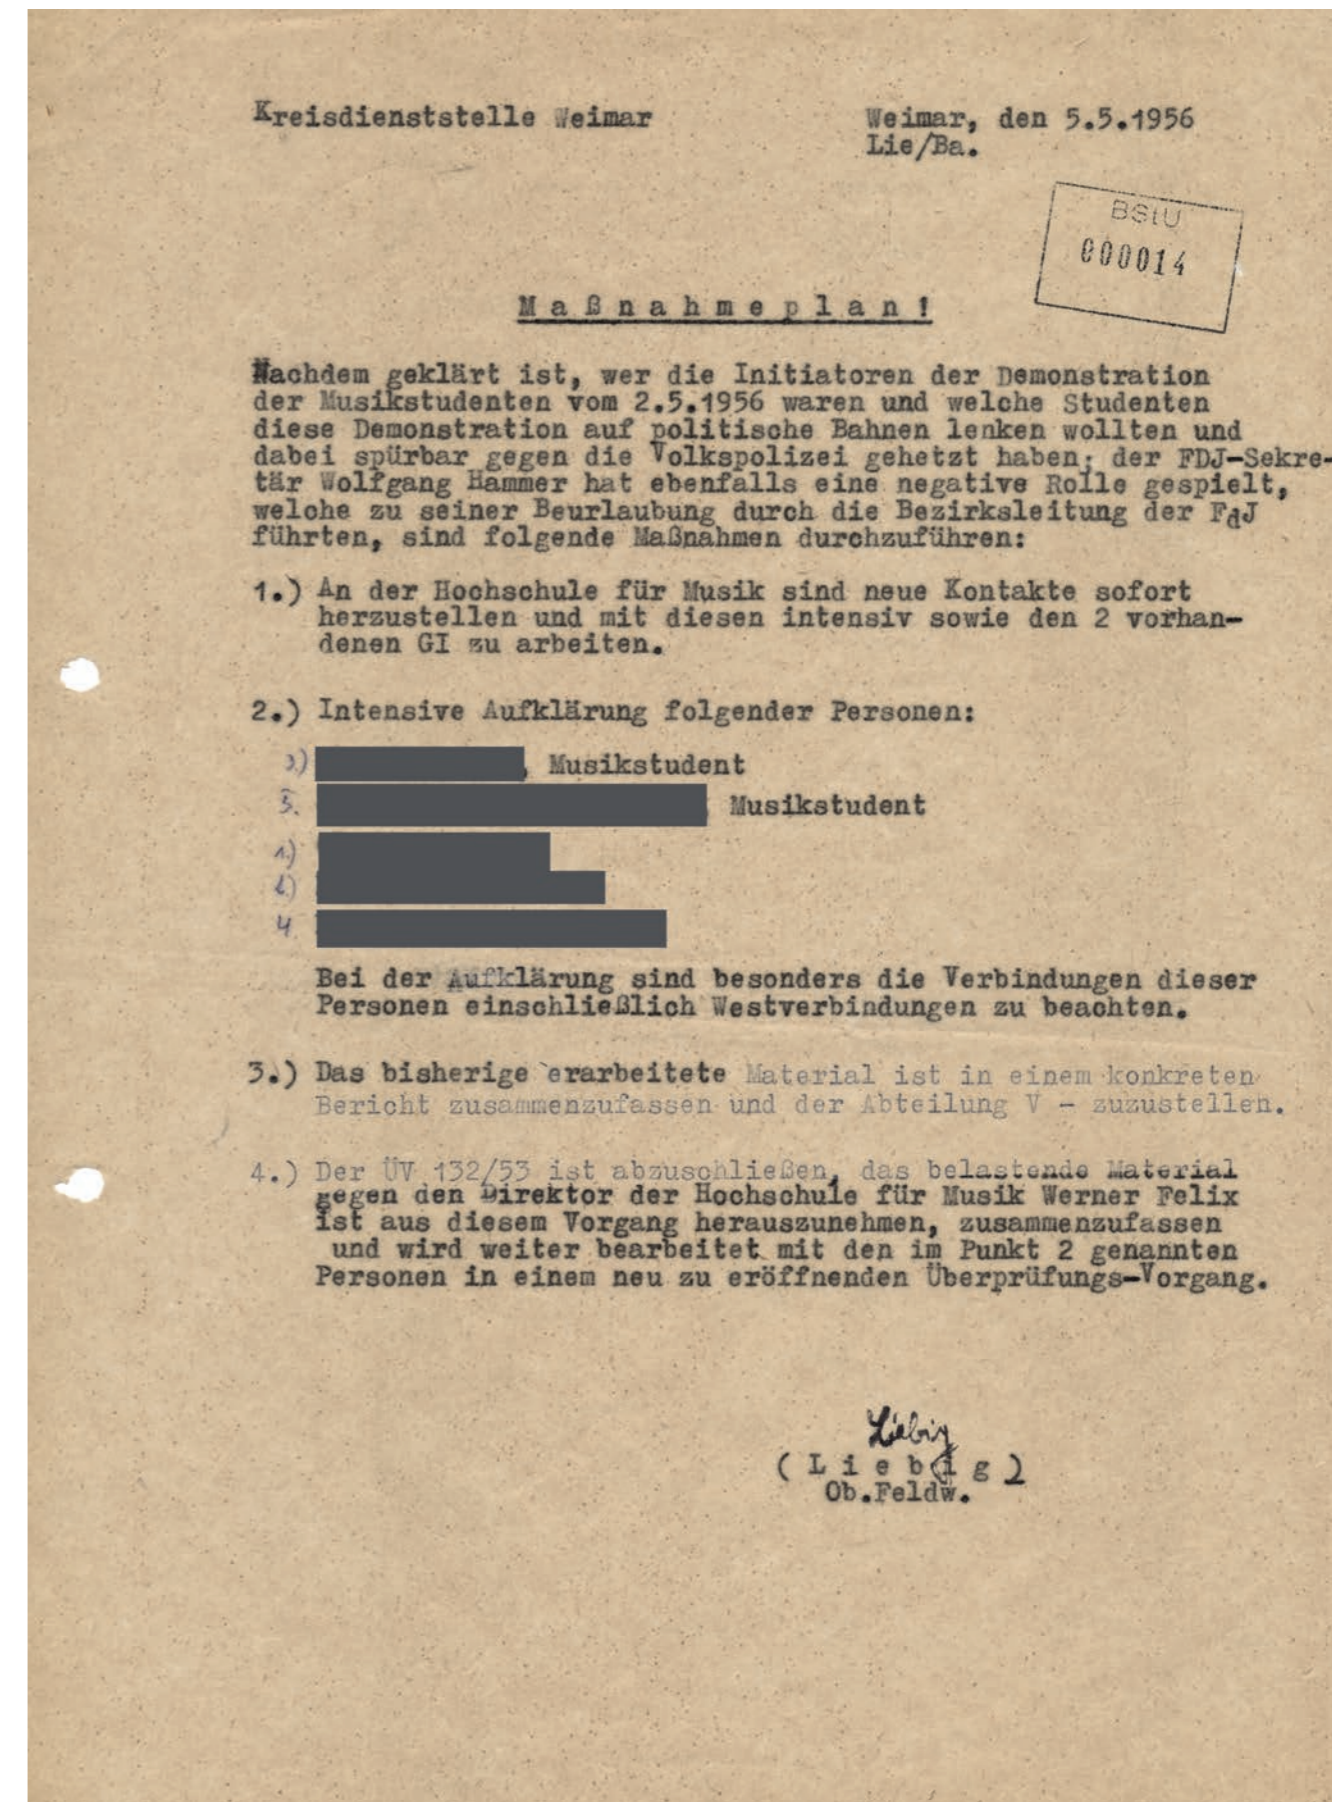 Kreisdienststelle Weimar
Weimar, den 5.5.1956
Lie/Ba.
BStU
000014
Maßnahmeplan!
Nachdem geklärt ist, wer die Initiatoren der Demonstration
der Musikstudenten vom 2.5.1956 waren und welche Studenten
diese Demonstration auf politische Bahnen lenken wollten und
dabei spürbar gegen die Volkspolizei gehetzt haben; der FDJ-Sekre-
tär Wolfgang Hammer hat ebenfalls eine negative Rolle gespielt,
welche zu seiner Beurlaubung durch die Bezirksleitung der FdJ
führten, sind folgende Maßnahmen durchzuführen:
1.) An der Hochschule für Musik sind neue Kontakte sofort
herzustellen und mit diesen intensiv sowie den 2 vorhan-
denen GI zu arbeiten.
2.) Intensive Aufklärung folgender Personen:
3.) , Musikstudent
5. Musikstudent
1.)
2.)
4
Bei der Aufklärung sind besonders die Verbindungen dieser
Personen einschließlich Westverbindungen zu beachten.
3.) Das bisherige erarbeitete Material ist in einem konkreten
Bericht zusammenzufassen und der Abteilung V - zuzustellen.
4.) Der ÜV 132/53 ist abzuschließen, das belastende Material
gegen den Direktor der Hochschule für Musik Werner Felix
ist aus diesem Vorgang herauszunehmen, zusammenzufassen
und wird weiter bearbeitet mit den im Punkt 2 genannten
Personen in einem neu zu eröffnenden Überprüfungs-Vorgang.
Liebig
(Liebig)
Ob.Feldw.